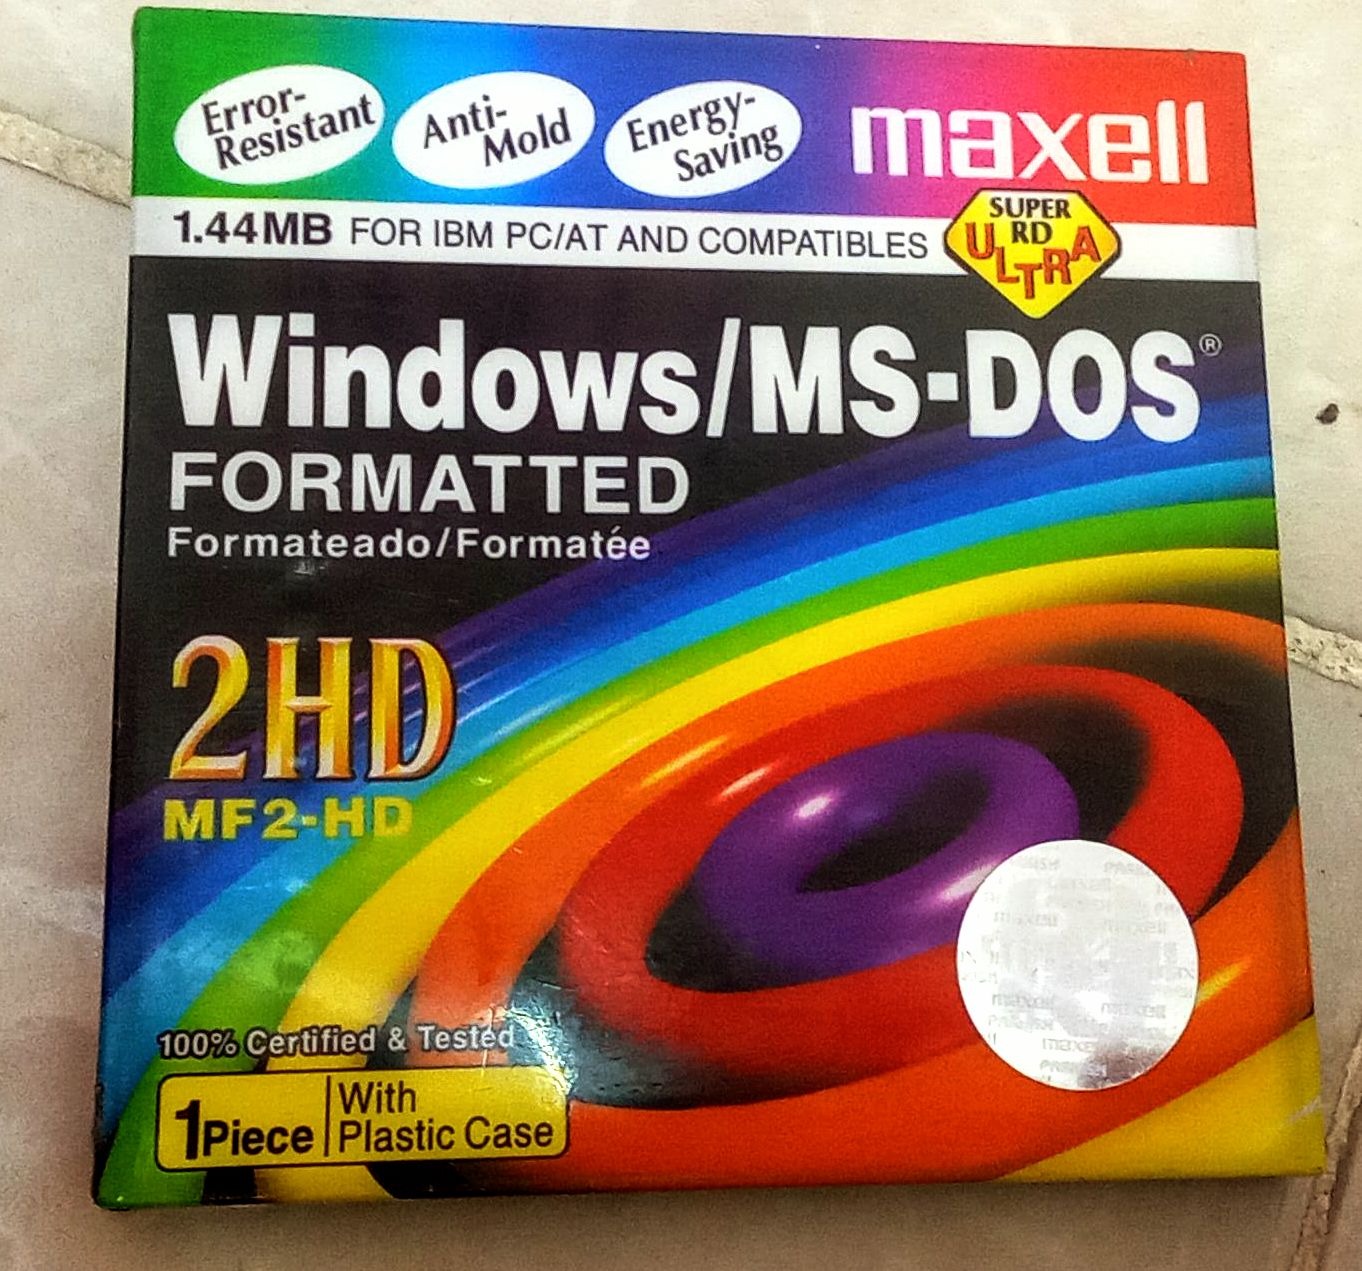 Error-
Resistant
Anti-
Mold
Energy-
Saving
maxell
1.44MB FOR IBM PC/AT AND COMPATIBLES
SUPER
RD
ULTRA
Windows/MS-DOS®
FORMATTED
Formateado/Formatée
2HD
MF2-HD
100% Certified & Tested
1Piece
With
Plastic Case
maxell